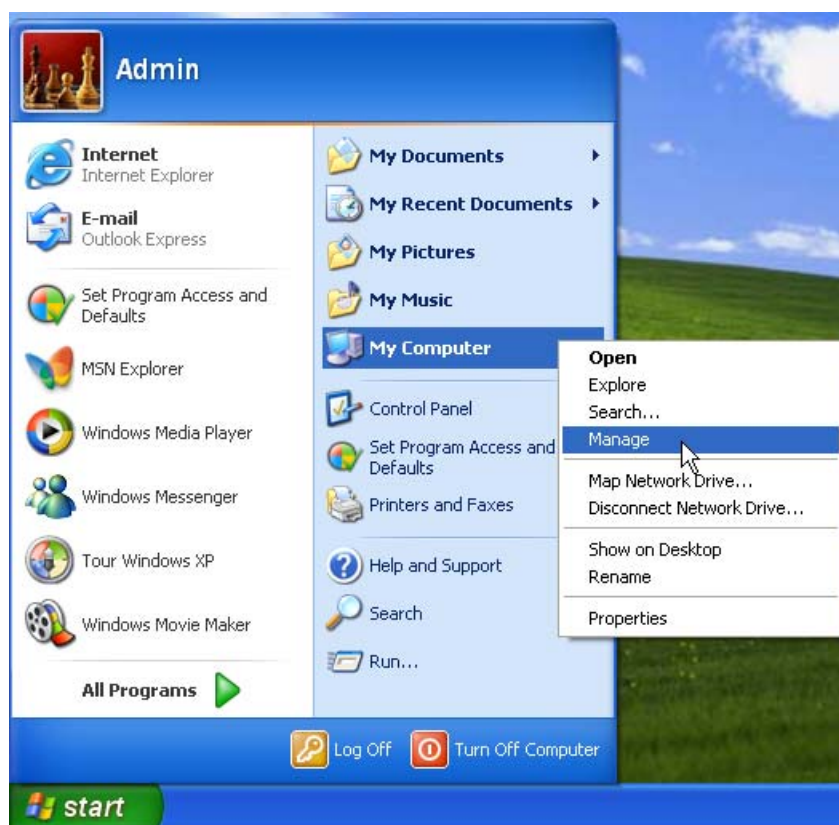 Admin
Internet
Internet Explorer
E-mail
Outlook Express
Set Program Access and
Defaults
MSN Explorer
Windows Media Player
Windows Messenger
Tour Windows XP
Windows Movie Maker
All Programs
My Documents
My Recent Documents
My Pictures
My Music
My Computer
Control Panel
Set Program Access and
Defaults
Printers and Faxes
Help and Support
Search
Run...
Open
Explore
Search...
Manage
Map Network Drive...
Disconnect Network Drive...
Show on Desktop
Rename
Properties
Log Off
Turn Off Computer
start